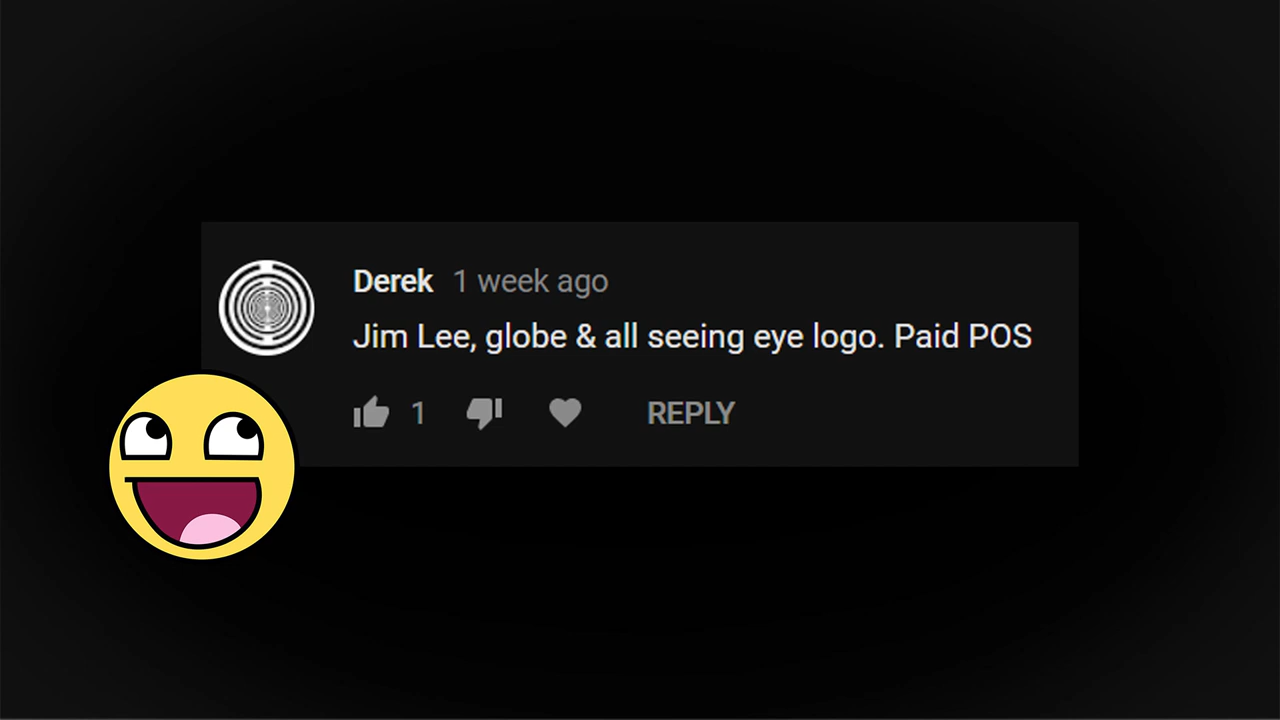 Derek 1 week ago
Jim Lee, globe & all seeing eye logo. Paid POS
1 REPLY